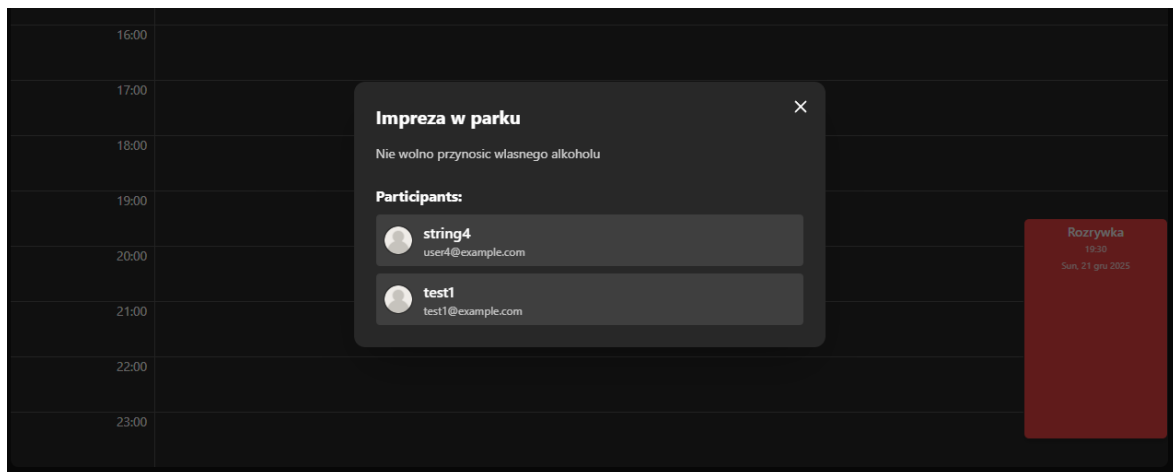 16:00
17:00
18:00
19:00
20:00
21:00
22:00
23:00
Impreza w parku
Nie wolno przynosic wlasnego alkoholu
Participants:
string4
user4@example.com
test1
test1@example.com
Rozrywka
19:30
Sun, 21 gru 2025